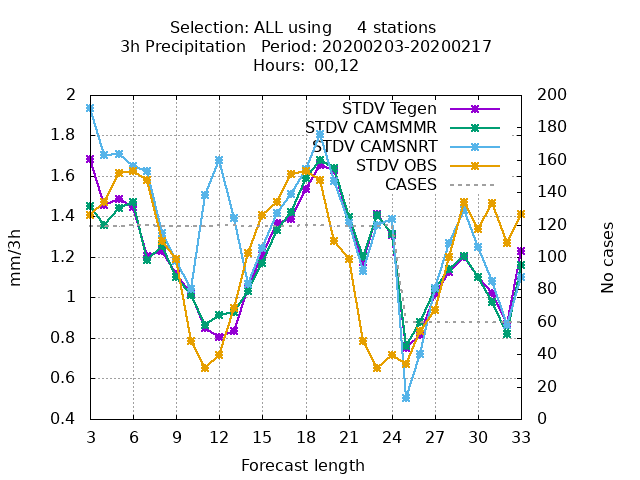 Selection: ALL using     4 stations
3h Precipitation   Period: 20200203-20200217
Hours:  00,12
2
1.8
1.6
1.4
1.2
1
0.8
0.6
0.4
mm/3h
STDV Tegen
STDV CAMSMMR
STDV CAMSNRT
STDV OBS
CASES
200
180
160
140
120
100
80
60
40
20
0
No cases
3 6 9 12 15 18 21 24 27 30 33
Forecast length